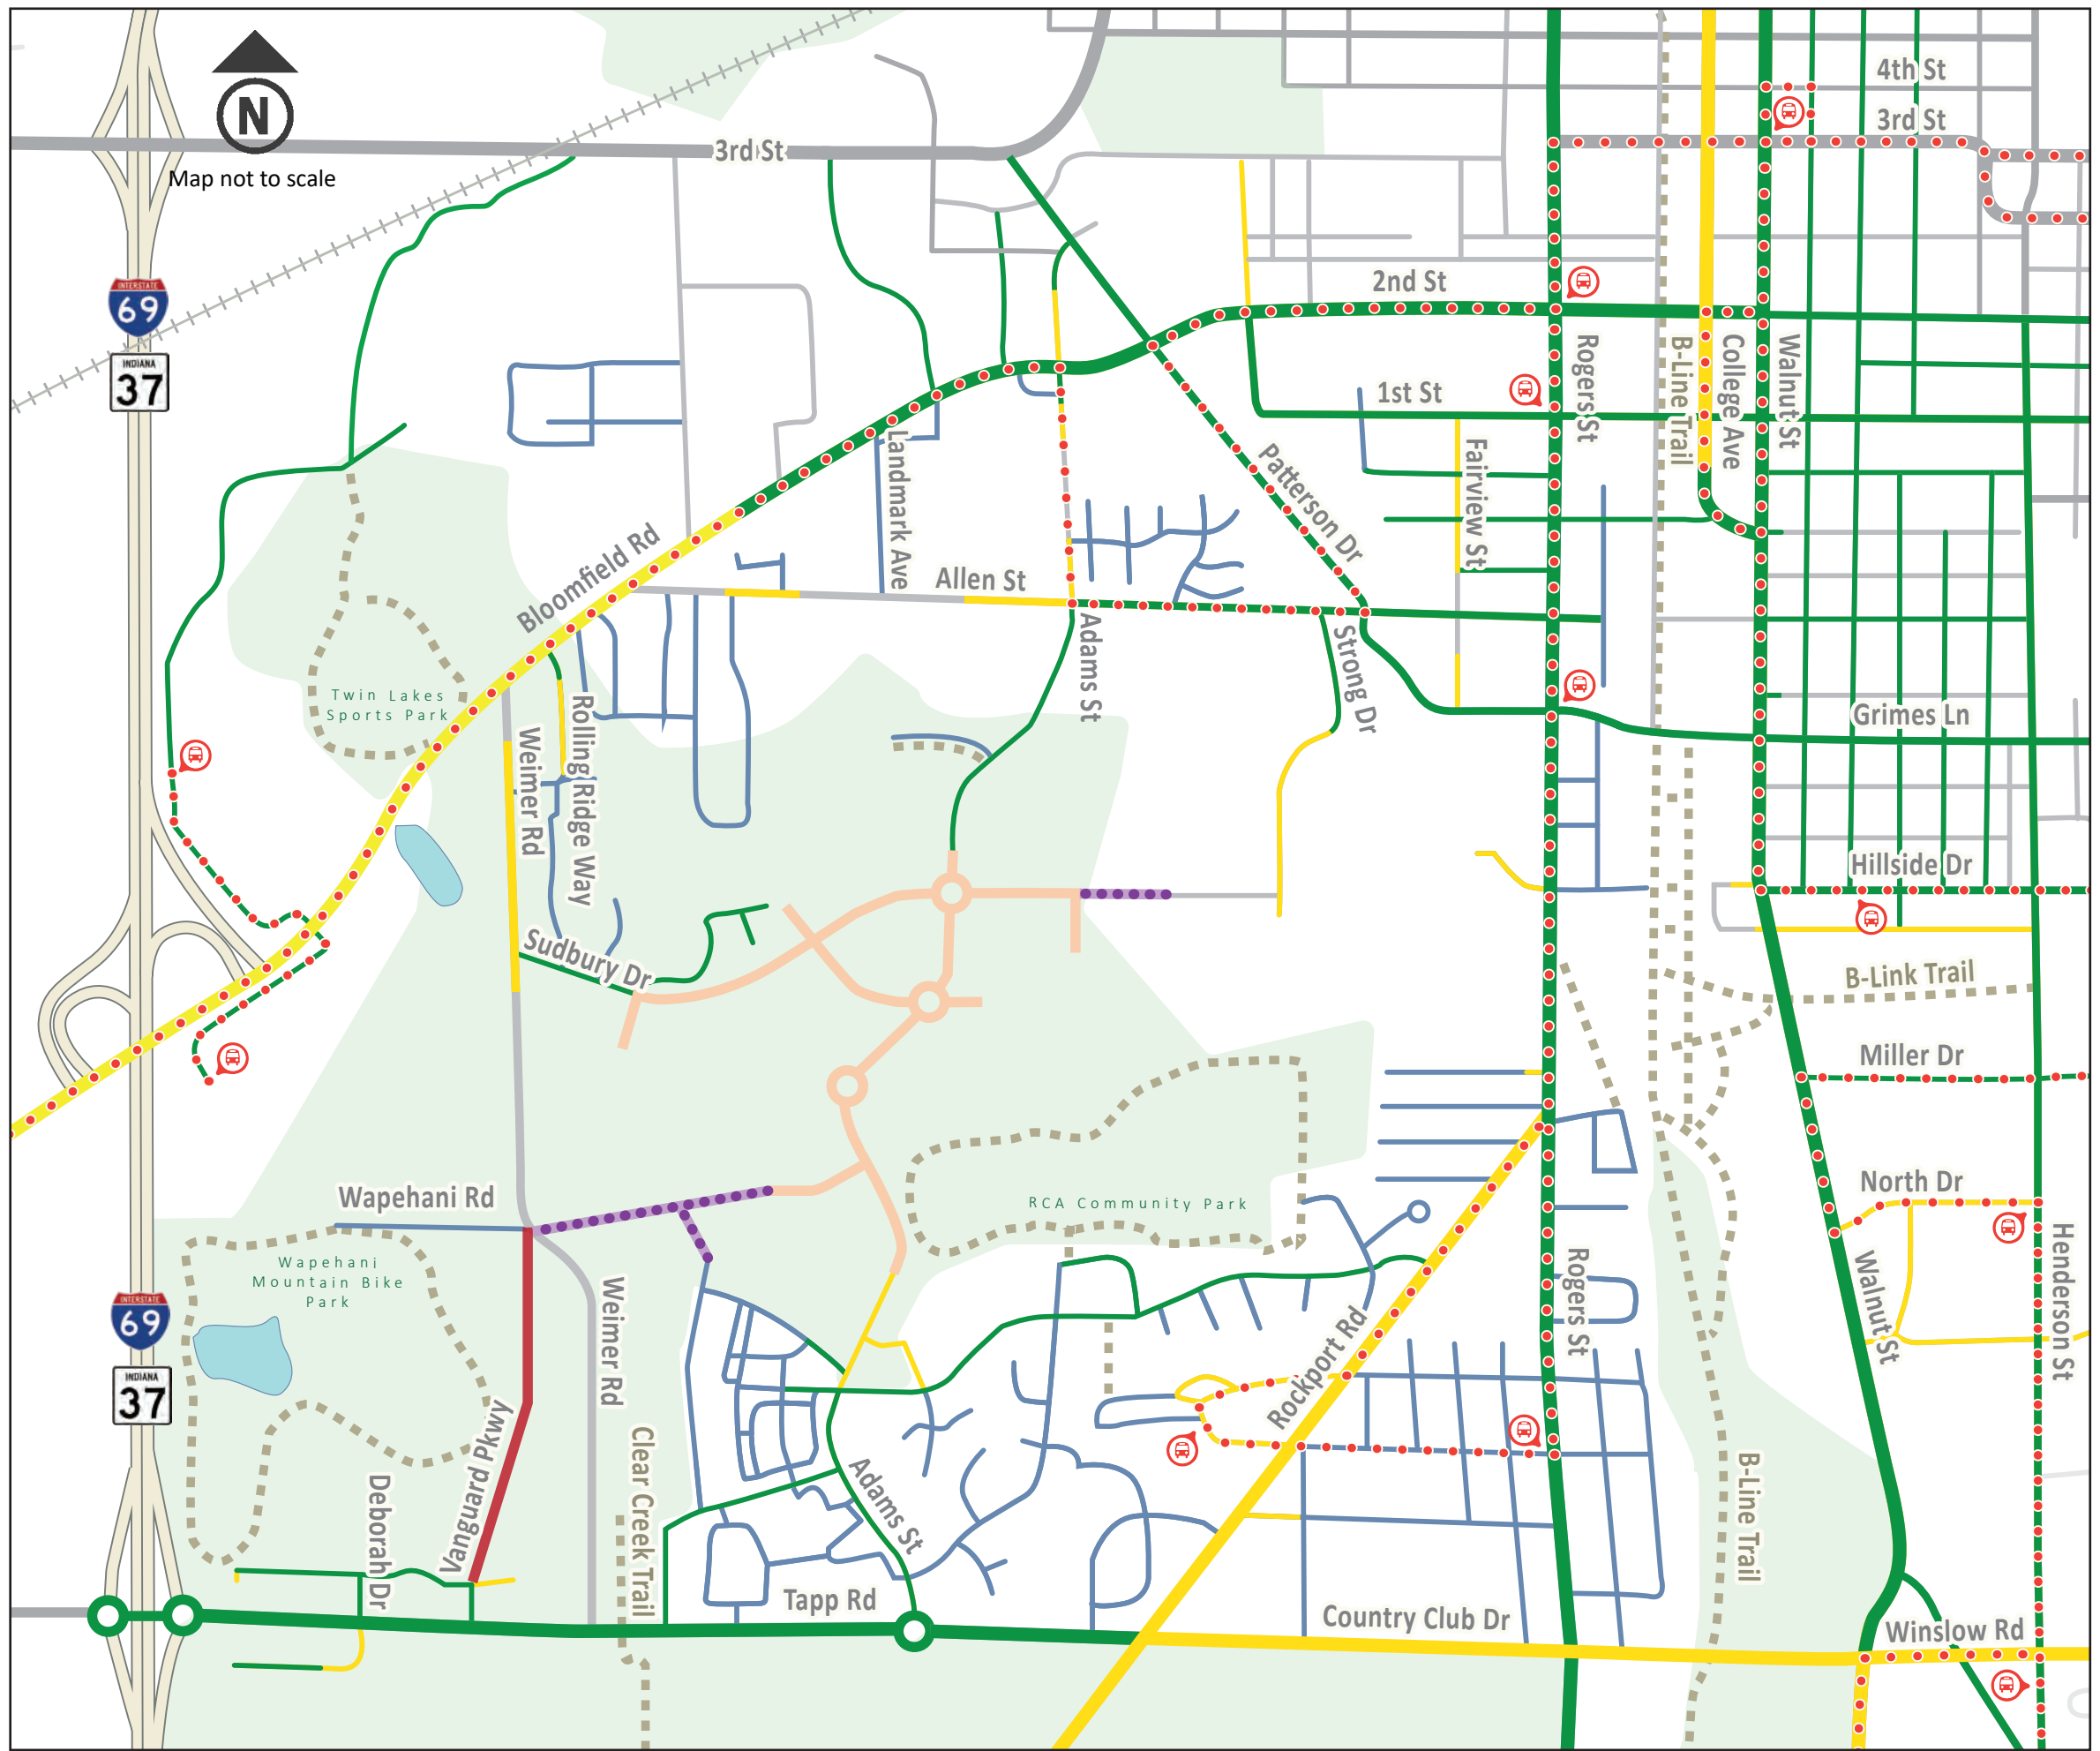 N
Map not to scale
4th St
3rd St
3rd St
INTERSTATE
69
INDIANA
37
2nd St
1st St
Rogers St
B-Line Trail
College Ave
Walnut St
Fairview St
Patterson Dr
Landmark Ave
Bloomfield Rd
Allen St
Adams St
Strong Dr
Twin Lakes
Sports Park
Weimer Rd
Rolling Ridge Way
Grimes Ln
Hillside Dr
Sudbury Dr
B-Link Trail
Miller Dr
Wapehani Rd
RCA Community Park
North Dr
Wapehani
Mountain Bike
Park
INTERSTATE
69
INDIANA
37
Weimer Rd
Rogers St
Walnut St
Henderson St
Rockport Rd
Vanguard Pkwy
Deborah Dr
Clear Creek Trail
Adams St
B-Line Trail
Tapp Rd
Country Club Dr
Winslow Rd